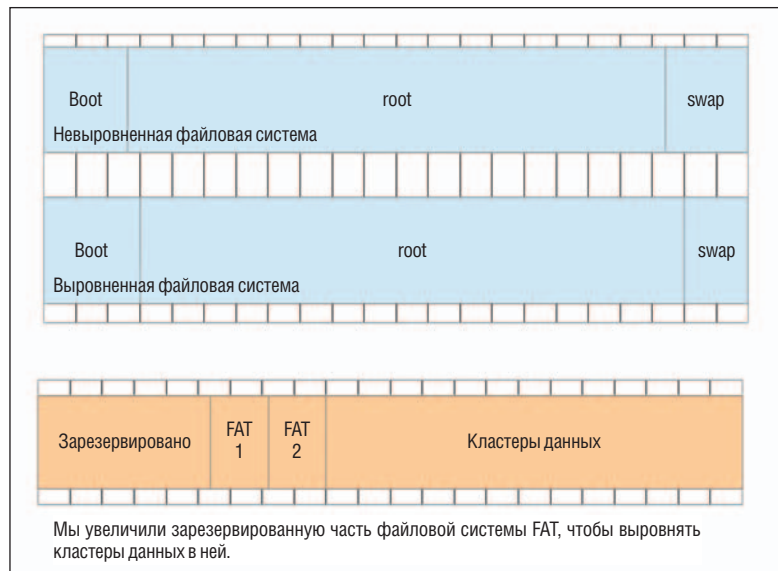 Boot root swap
Невыровненная файловая система
Boot root swap
Выровненная файловая система
Зарезервировано FAT 1 FAT 2 Кластеры данных
Мы увеличили зарезервированную часть файловой системы FAT, чтобы выровнять
кластеры данных в ней.